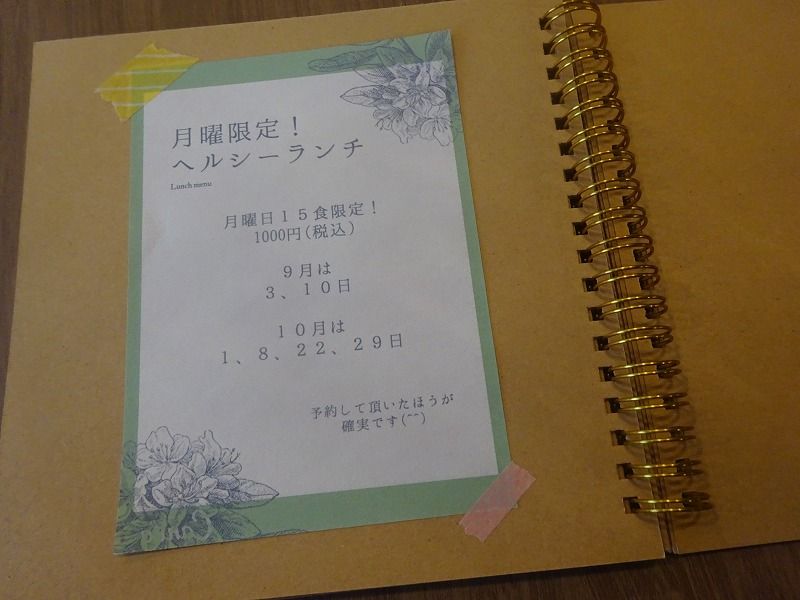 月曜限定！
ヘルシーランチ
Lunch menu
月曜日１５食限定！
1000円(税込)
９月は
３、１０日
１０月は
１、８、２２、２９日
予約して頂いたほうが
確実です(^^)